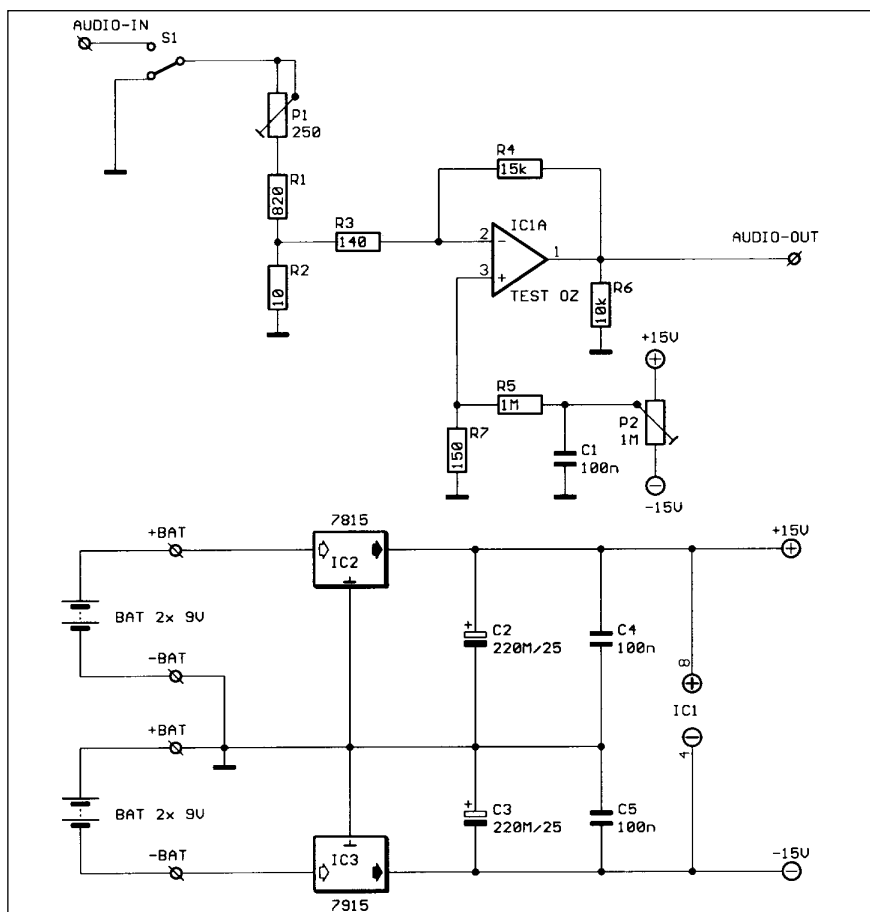 AUDIO-IN
S1
P1
250
R1
820
R2
10
R3
140
R4
15k
IC1A
2
3
1
TEST OZ
AUDIO-OUT
R6
10k
+15V
R5
1M
P2
1M
-15V
R7
150
C1
100n
+BAT
7815
IC2
+15V
BAT 2x 9V
C2
220M/25
C4
100n
-BAT
8
IC1
4
+BAT
BAT 2x 9V
C3
220M/25
C5
100n
-BAT
IC3
7915
-15V